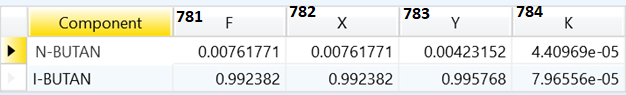 Component 781 F 782 X 783 Y 784 K
N-BUTAN 0.00761771 0.00761771 0.00423152 4.40969e-05
I-BUTAN 0.992382 0.992382 0.995768 7.96556e-05